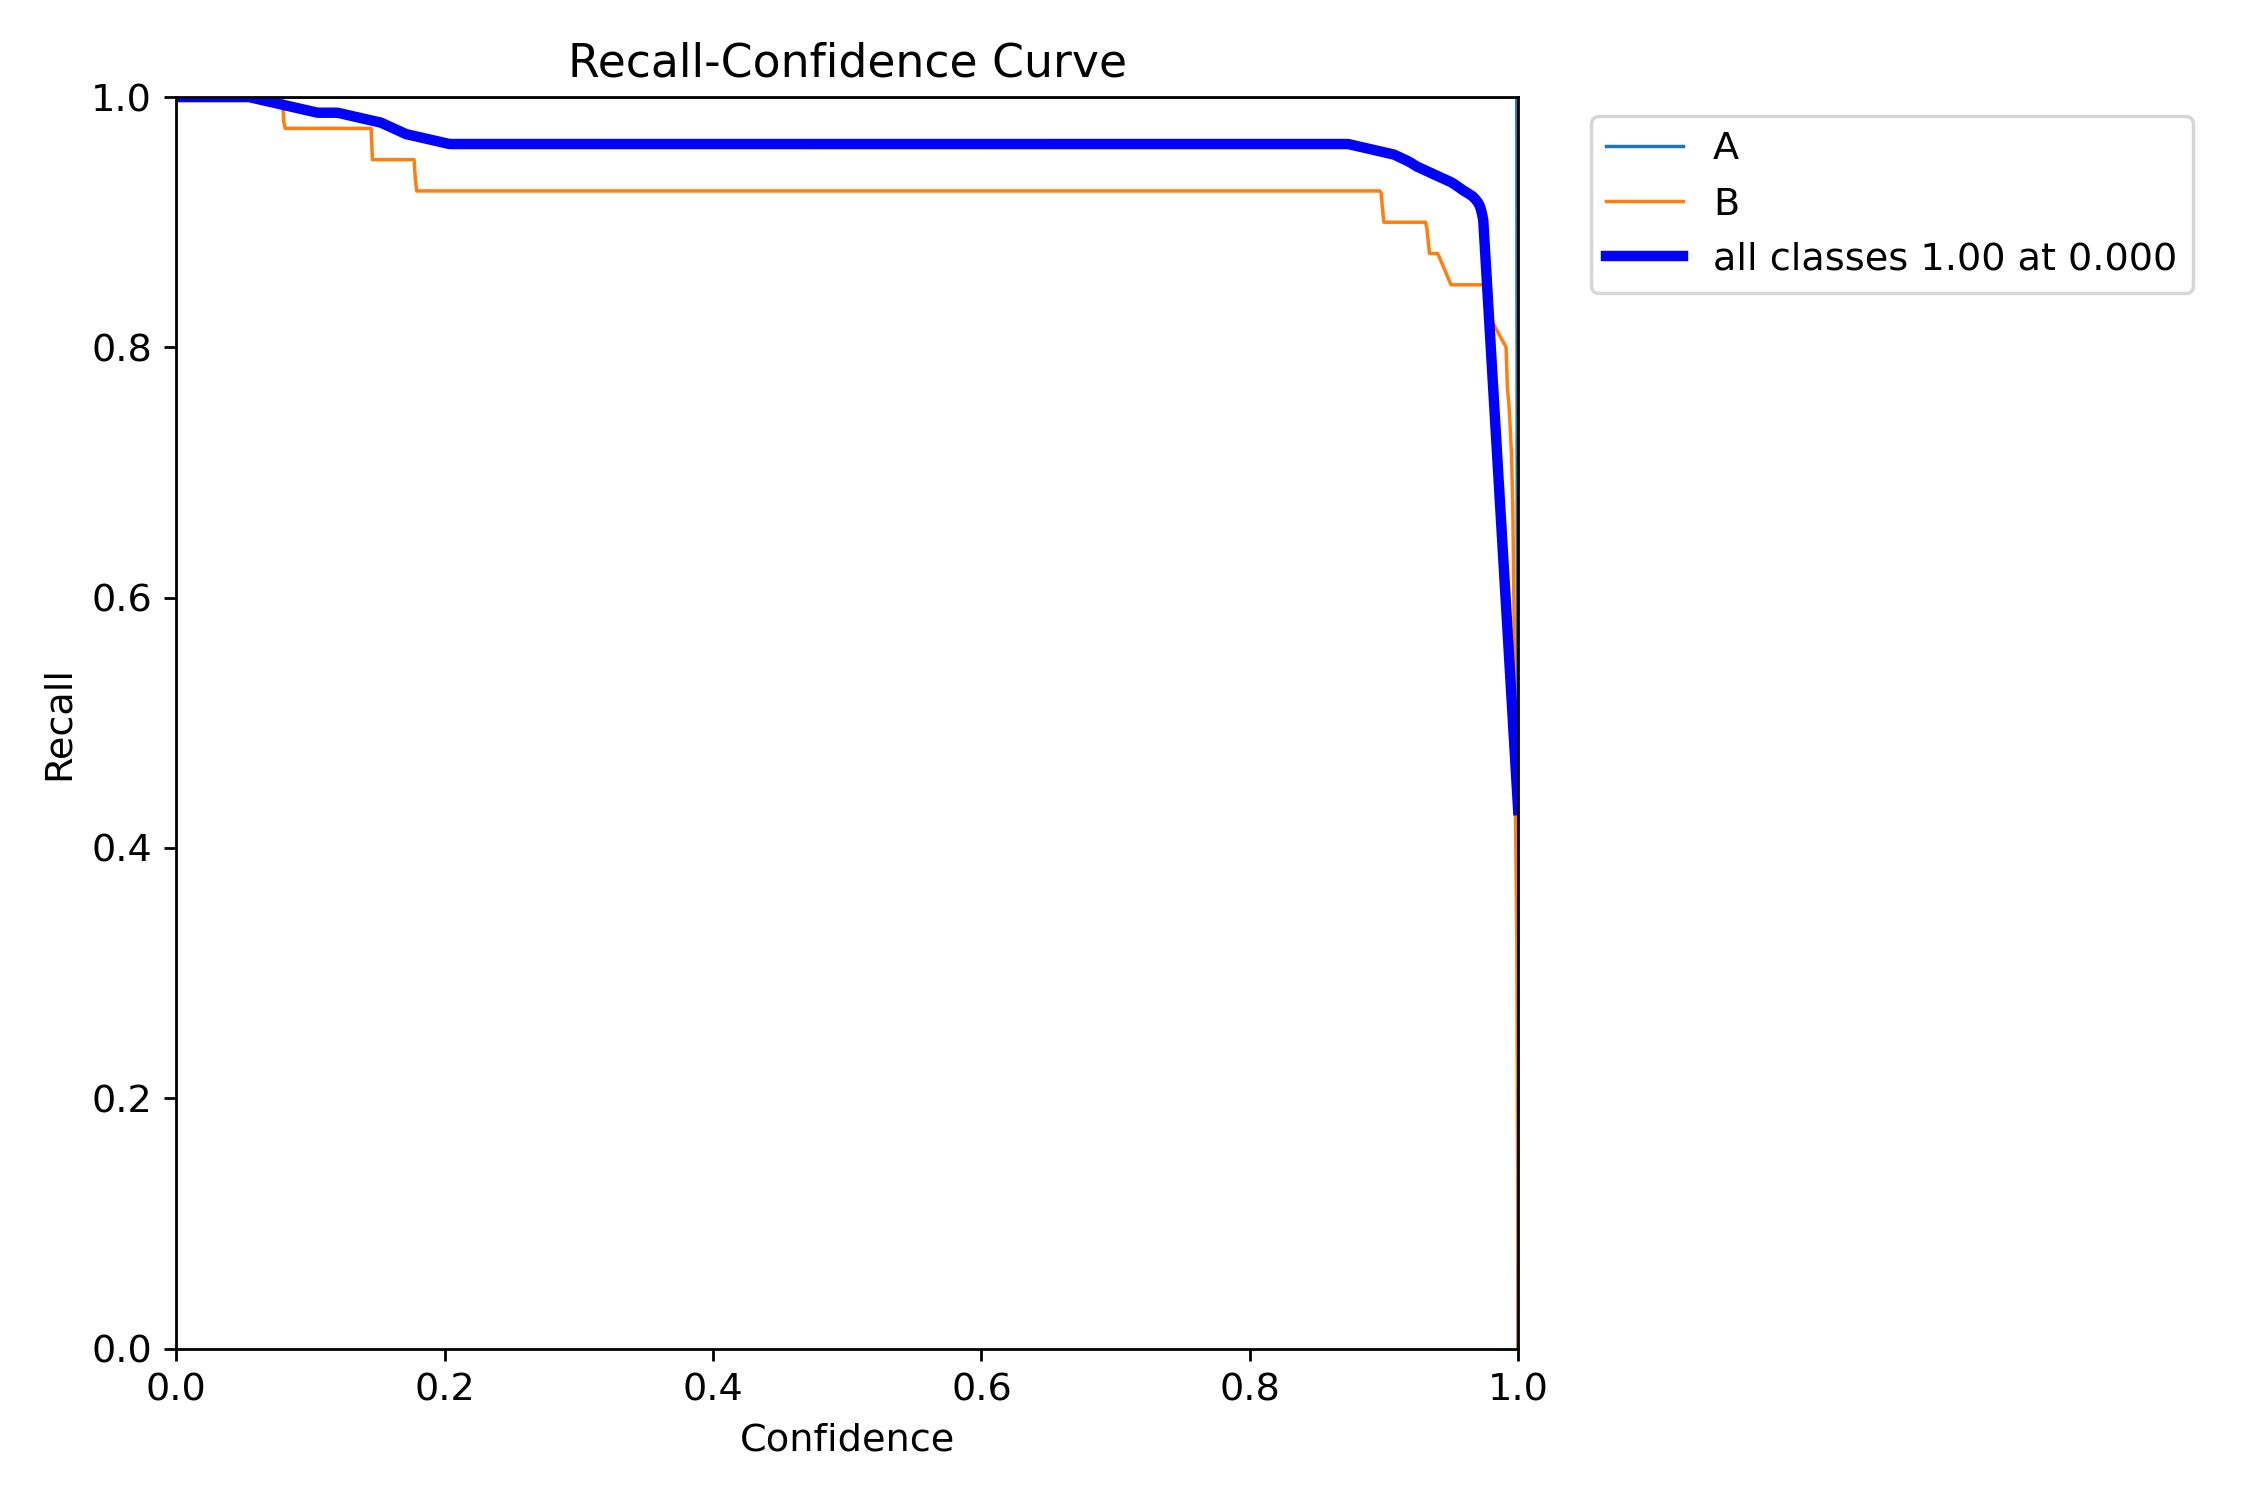 Recall-Confidence Curve
1.0
0.8
0.6
0.4
0.2
0.0
Recall
0.0 0.2 0.4 0.6 0.8 1.0
Confidence
A
B
all classes 1.00 at 0.000